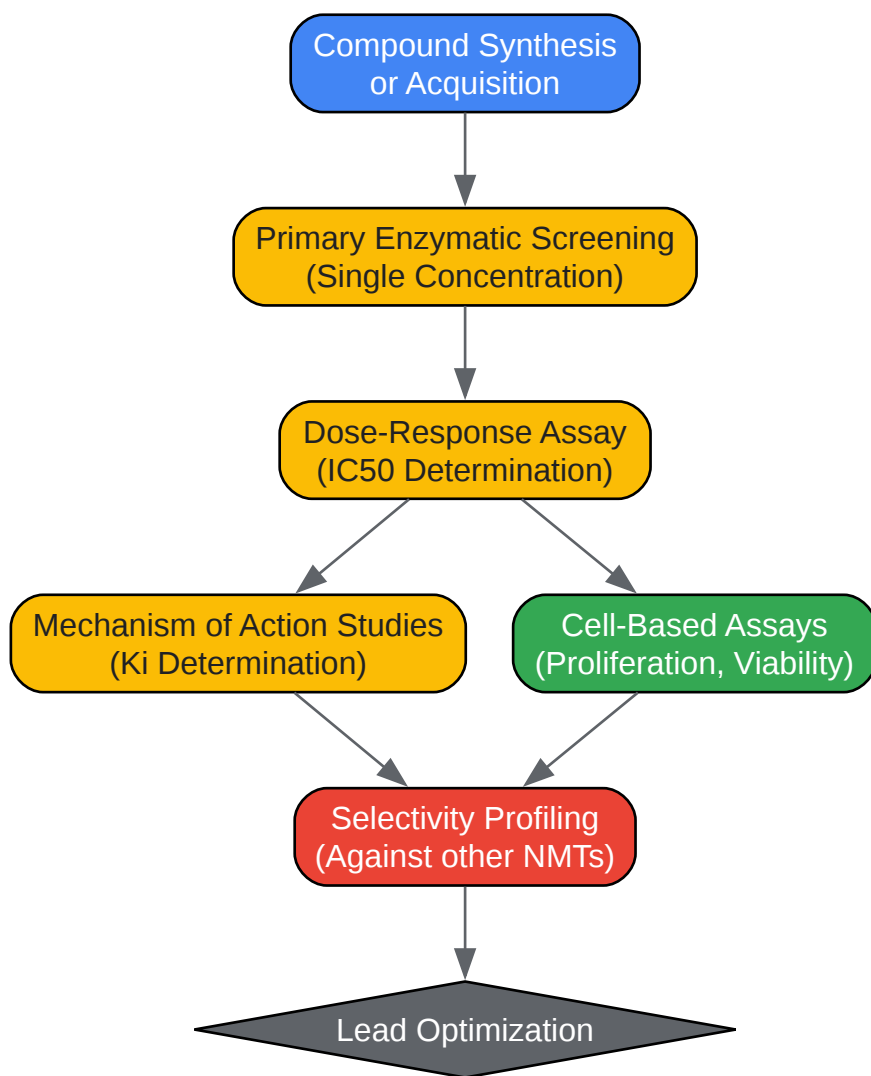 Compound Synthesis
or Acquisition
Primary Enzymatic Screening
(Single Concentration)
Dose-Response Assay
(IC50 Determination)
Mechanism of Action Studies
(Ki Determination)
Cell-Based Assays
(Proliferation, Viability)
Selectivity Profiling
(Against other NMTs)
Lead Optimization